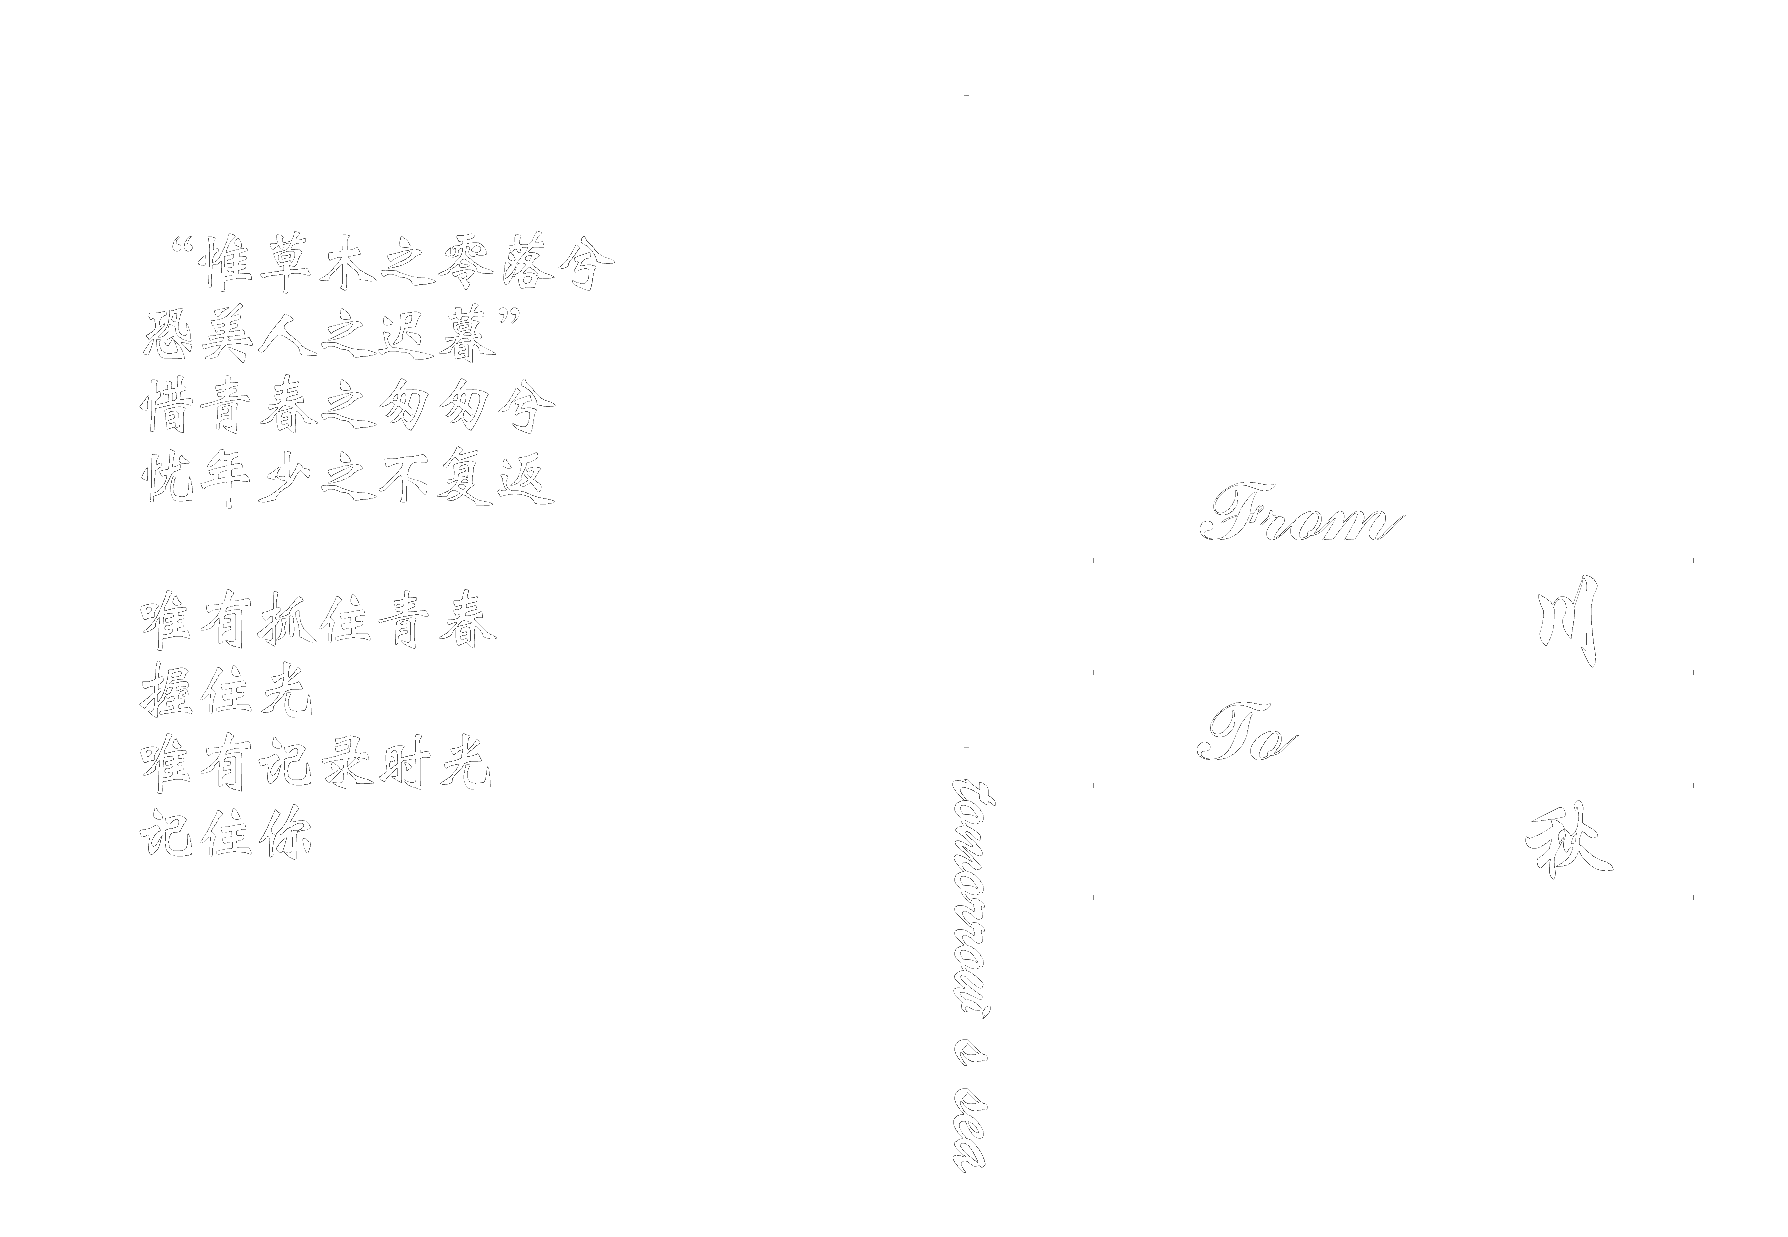 “惟草木之零落兮
恐美人之迟暮”
惜青春之匆匆兮
恍年少之不复返
唯有抓住青春
握住光
唯有记录时光
记住你
tomorrow' s sea
From
川
To
秋